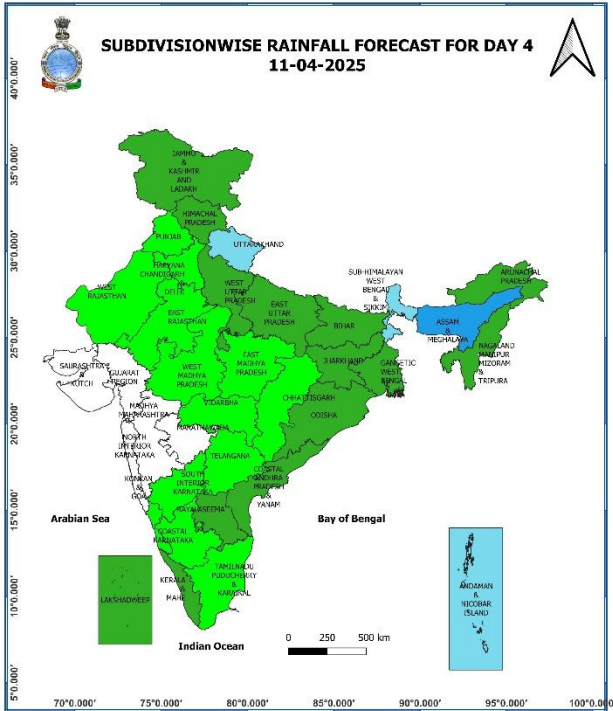 SUBDIVISIONWISE RAINFALL FORECAST FOR DAY 4
11-04-2025
40°0.000'
35°0.000'
30°0.000'
25°0.000'
20°0.000'
15°0.000'
10°0.000'
5°0.000'
JAMMU
&
KASHMIR
AND
LADAKH
HIMACHAL
PRADESH
PUNJAB
UTTARAKHAND
HARYANA
CHANDIGARH
&
DELHI
WEST
RAJASTHAN
WEST
UTTAR
PRADESH
EAST
UTTAR
PRADESH
EAST
RAJASTHAN
SUB-HIMALAYAN
WEST
BENGAL
&
SIKKIM
ARUNACHAL
PRADESH
ASSAM
&
MEGHALAYA
NAGALAND
MANIPUR
MIZORAM
&
TRIPURA
BIHAR
JHARKHAND
GANGETIC
WEST
BENGAL
SAURASHTRA
&
KUTCH
GUJARAT
REGION
WEST
MADHYA
PRADESH
EAST
MADHYA
PRADESH
CHHATTISGARH
ODISHA
MADHYA
MAHARASHTRA
VIDARBHA
MARATHAWADA
NORTH
INTERIOR
KARNATAKA
TELANGANA
KONKAN
&
GOA
SOUTH
INTERIOR
KARNATAKA
COASTAL
ANDHRA
PRADESH
&
YANAM
RAYALASEEMA
COASTAL
KARNATAKA
TAMILNADU
PUDUCHERRY
&
KARAIKAL
KERALA
&
MAHE
LAKSHADWEEP
ANDAMAN
&
NICOBAR
ISLAND
Arabian Sea
Bay of Bengal
Indian Ocean
0 250 500 km
70°0.000' 75°0.000' 80°0.000' 85°0.000' 90°0.000' 95°0.000' 100°0.000'